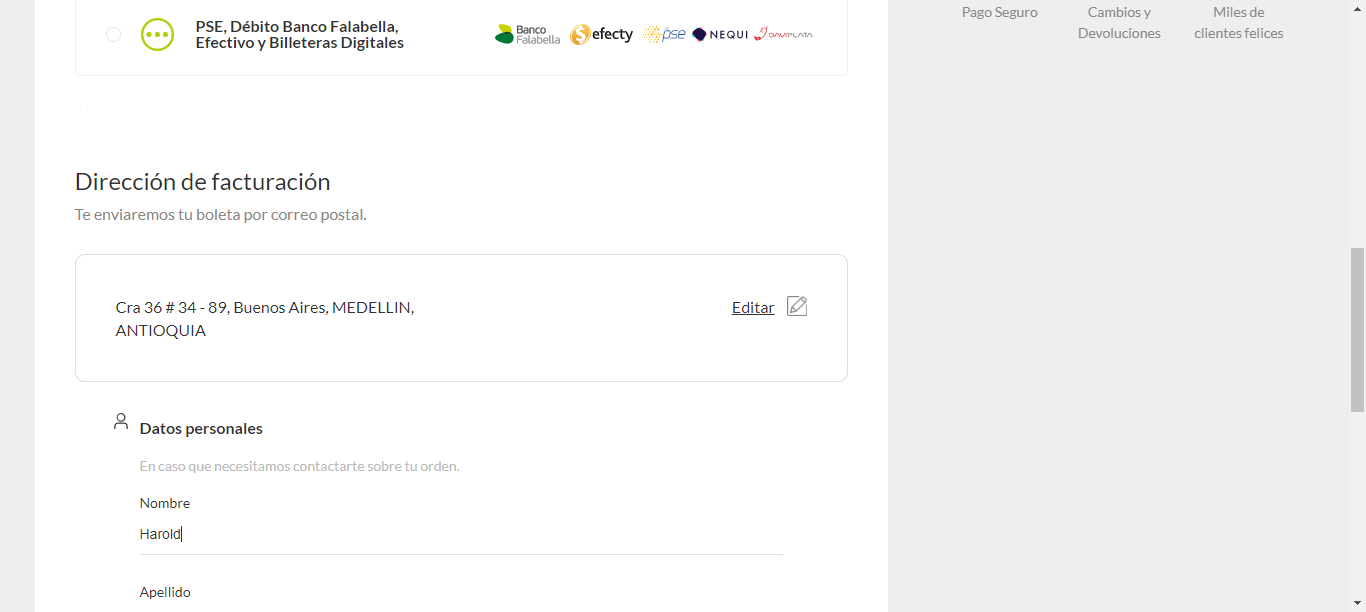 PSE, Débito Banco Falabella,
Efectivo y Billeteras Digitales
Banco
Falabella
efecty
pse
NEQUI
DAVIPLATA
Pago Seguro
Cambios y
Devoluciones
Miles de
clientes felices
Dirección de facturación
Te enviaremos tu boleta por correo postal.
Cra 36 # 34 - 89, Buenos Aires, MEDELLIN,
ANTIOQUIA
Editar
Datos personales
En caso que necesitamos contactarte sobre tu orden.
Nombre
Harold
Apellido